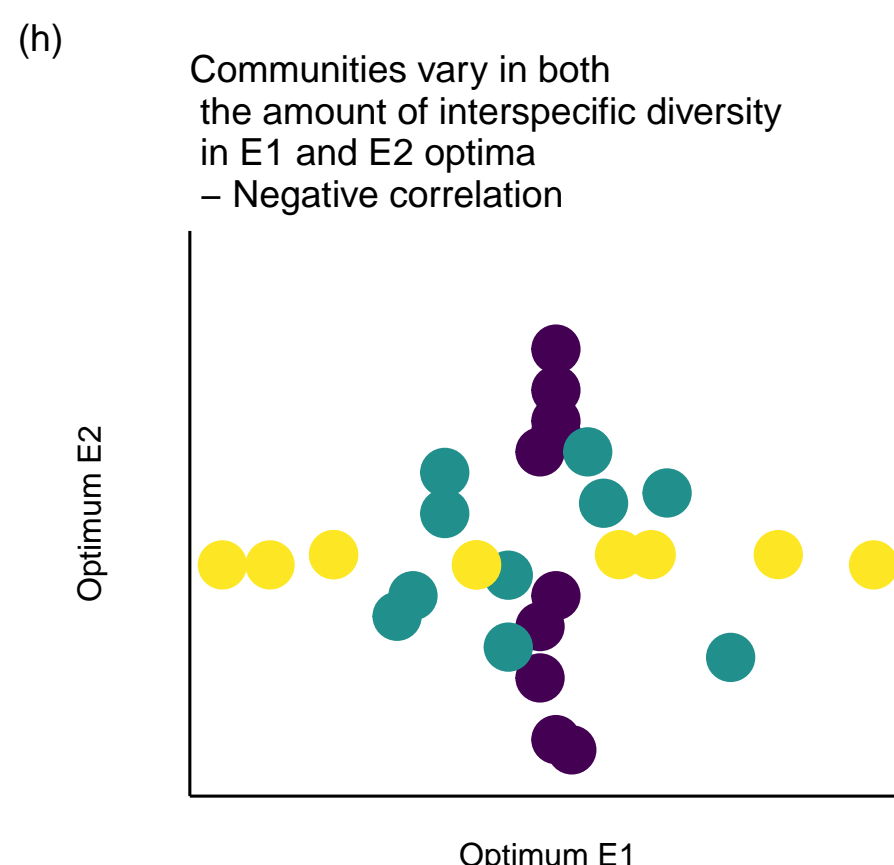 (h)
Communities vary in both
the amount of interspecific diversity
in E1 and E2 optima
– Negative correlation
Optimum E2
Optimum E1